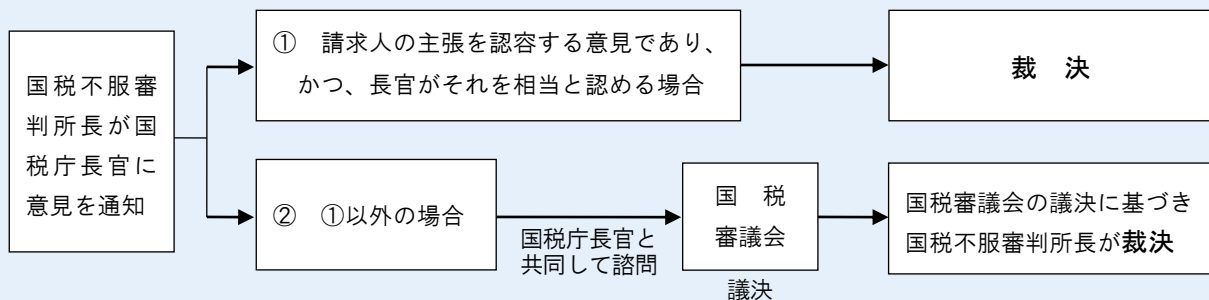 国税不服審
判所長が国
税庁長官に
意見を通知
① 請求人の主張を認容する意見であり、
かつ、長官がそれを相当と認める場合
裁 決
② ①以外の場合
国税庁長官と
共同して諮問
国 税
審議会
議決
国税審議会の議決に基づき
国税不服審判所長が裁決